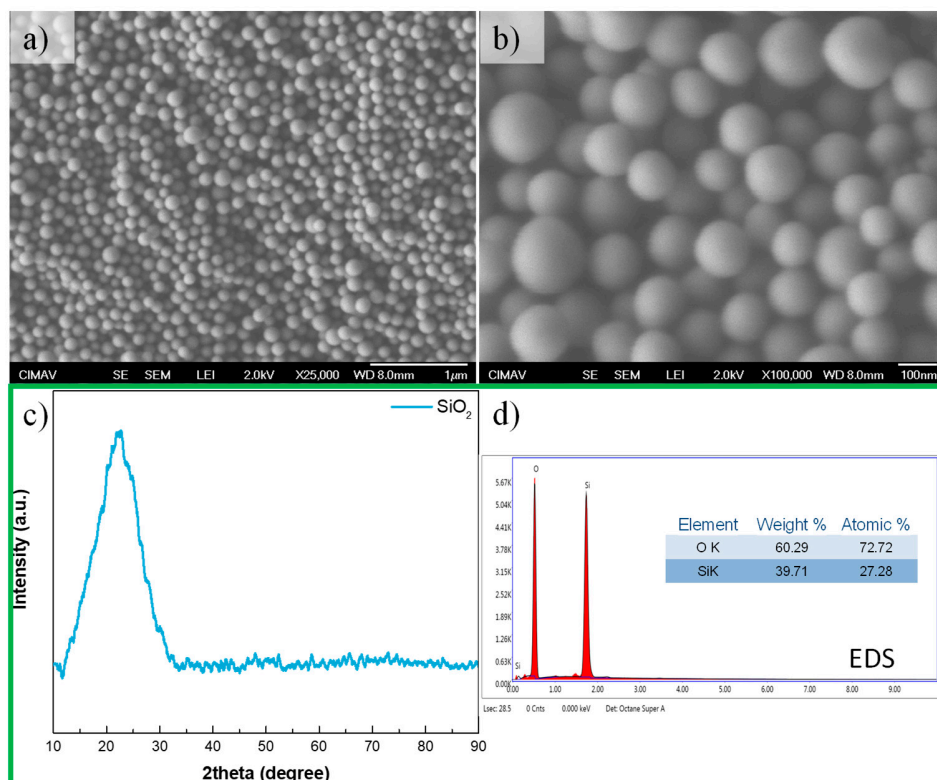 a)
b)
CIMAV SE SEM LEI 2.0kV X25,000 WD 8.0mm 1μm
CIMAV SE SEM LEI 2.0kV X100,000 WD 8.0mm 100nm
c)
SiO₂
Intensity (a.u.)
10 20 30 40 50 60 70 80 90
2theta (degree)
d)
O
Si
Si
5.67K
5.04K
4.41K
3.78K
3.15K
2.52K
1.89K
1.26K
0.63K
0.00K
0.00 1.00 2.00 3.00 4.00 5.00 6.00 7.00 8.00 9.00
Element Weight % Atomic %
O K 60.29 72.72
SiK 39.71 27.28
EDS
Lsec: 28.5 0 Cnts 0.000 keV Det: Octane Super A